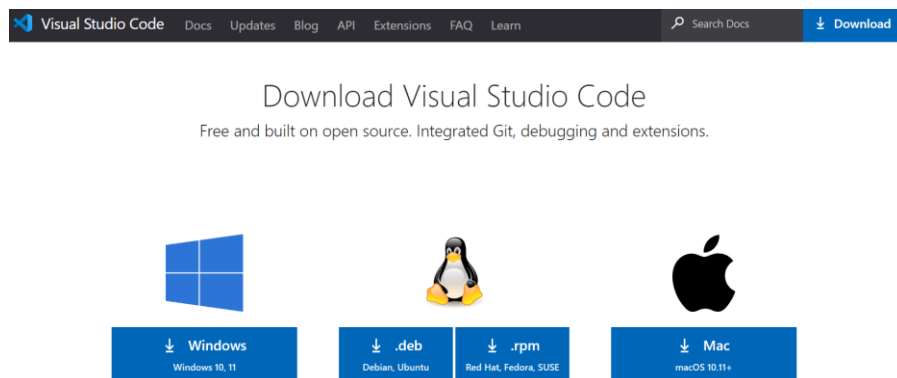 Visual Studio Code Docs Updates Blog API Extensions FAQ Learn Search Docs Download
Download Visual Studio Code
Free and built on open source. Integrated Git, debugging and extensions.
Windows .deb .rpm Mac
Windows 10, 11 Debian, Ubuntu Red Hat, Fedora, SUSE macOS 10.11+